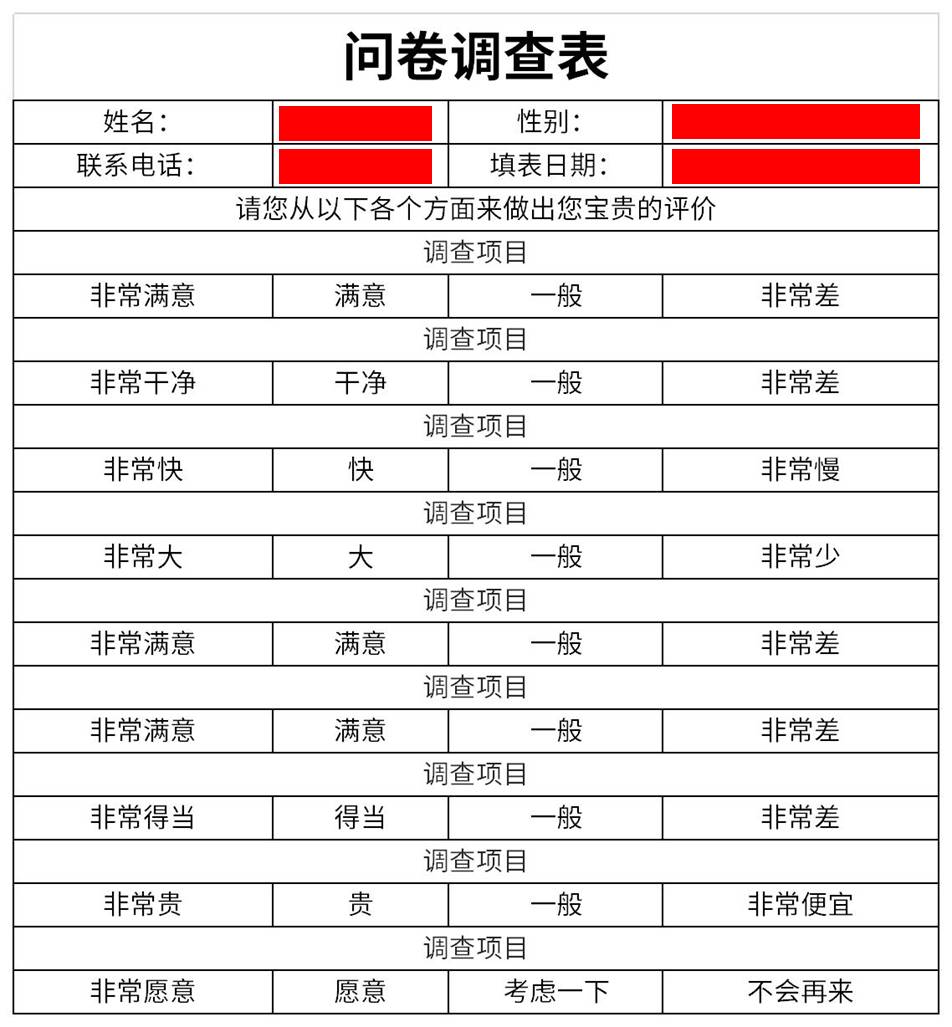 问卷调查表
姓名： 性别：
联系电话： 填表日期：
请您从以下各个方面来做出您宝贵的评价
调查项目
非常满意 满意 一般 非常差
调查项目
非常干净 干净 一般 非常差
调查项目
非常快 快 一般 非常慢
调查项目
非常大 大 一般 非常少
调查项目
非常满意 满意 一般 非常差
调查项目
非常满意 满意 一般 非常差
调查项目
非常得当 得当 一般 非常差
调查项目
非常贵 贵 一般 非常便宜
调查项目
非常愿意 愿意 考虑一下 不会再来